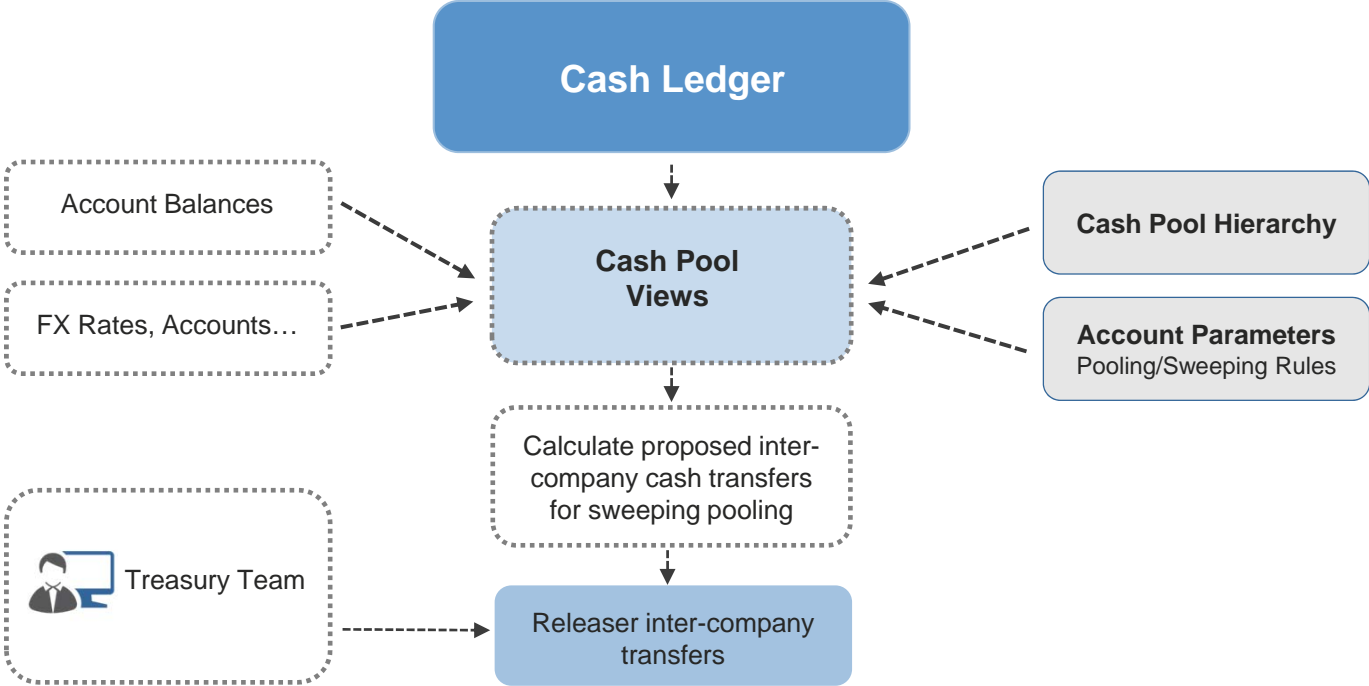 Cash Ledger
Account Balances
FX Rates, Accounts…
Cash Pool
Views
Cash Pool Hierarchy
Account Parameters
Pooling/Sweeping Rules
Calculate proposed inter-
company cash transfers
for sweeping pooling
Treasury Team
Releaser inter-company
transfers